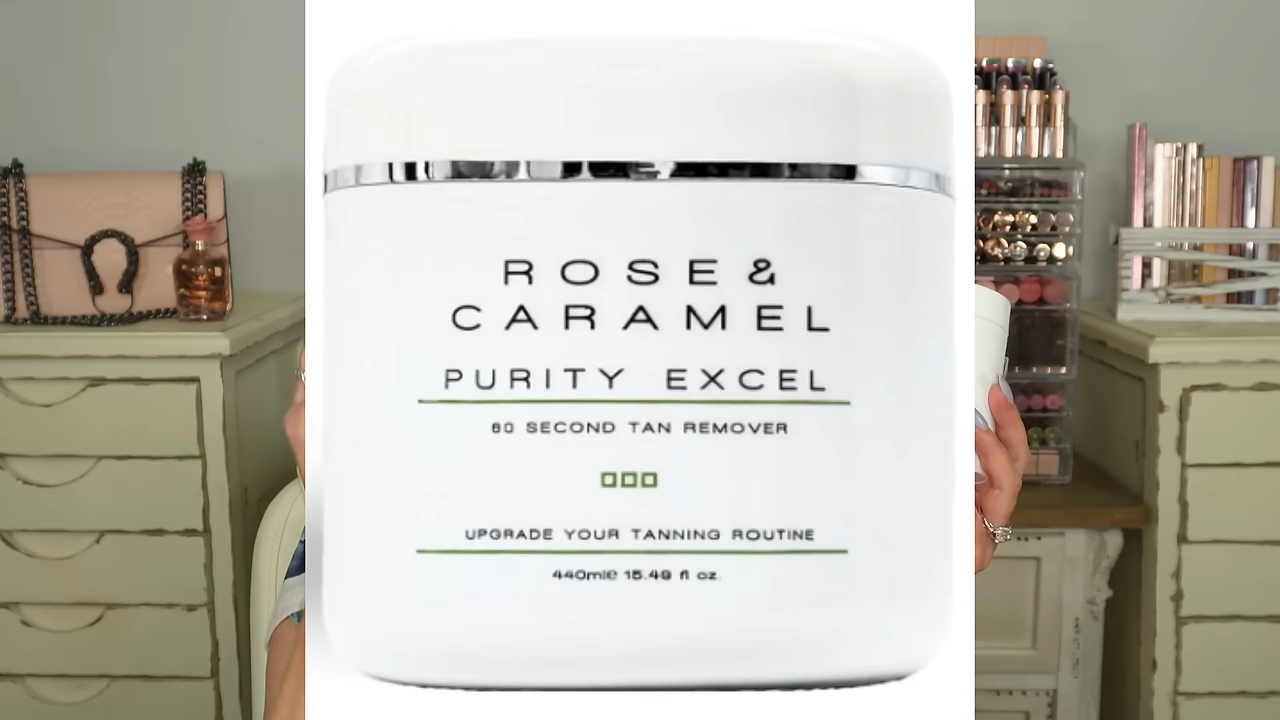 ROSE &
CARAMEL
PURITY EXCEL
60 SECOND TAN REMOVER
UPGRADE YOUR TANNING ROUTINE
440ml℮ 15.49 fl oz.